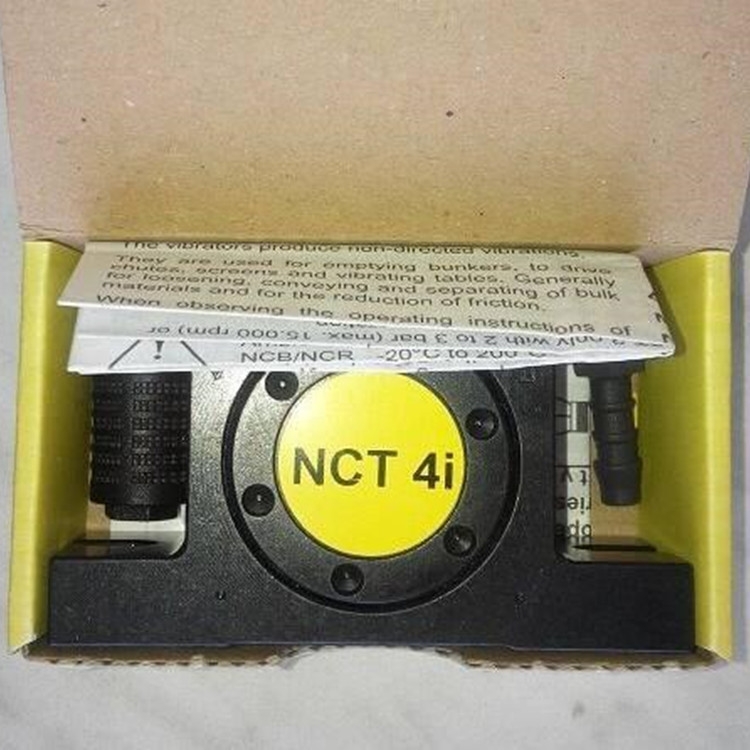 The vibrators produce non-directed vibrations.
They are used for emptying bunkers, to drive
chutes, screens and vibrating tables. Generally
for loosening, conveying and separating of bulk
materials and for the reduction of friction.
When observing the operating instructions of
only with 2 to 3 bar (max. 15.000 rpm) or
NCB/NCR -20°C to 200°C
NCT 4i